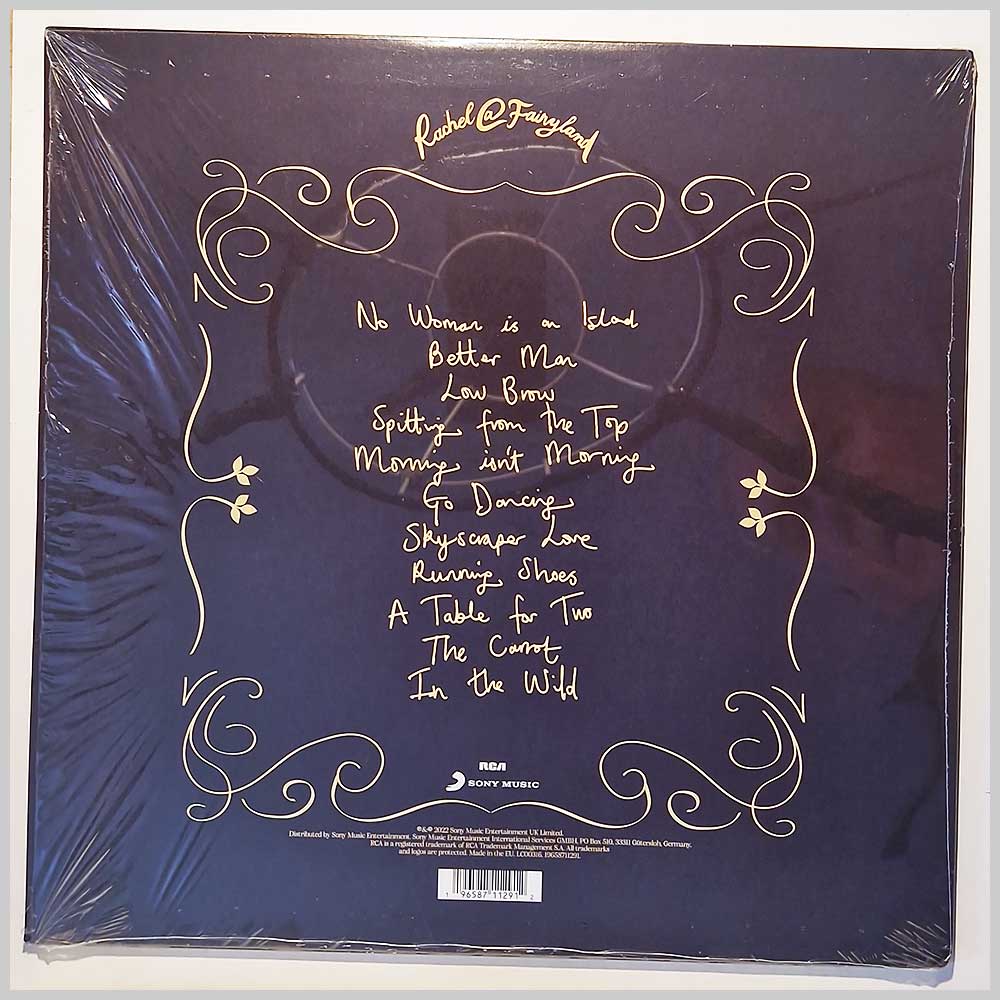 Rachel@Fairyland
No Woman is an Island
Better Man
Low Brow
Spitting from the Top
Morning isn't Morning
Go Dancing
Skyscraper Love
Running Shoes
A Table for Two
The Carrot
In the Wild
RCA
SONY MUSIC
℗&© 2022 Sony Music Entertainment UK Limited.
Distributed by Sony Music Entertainment. Sony Music Entertainment International Services GMBH, PO Box 510, 33311 Gütersloh, Germany.
RCA is a registered trademark of RCA Trademark Management S.A. All trademarks
and logos are protected. Made in the EU. LC00316. 19658711291.
1 96587 11291 2